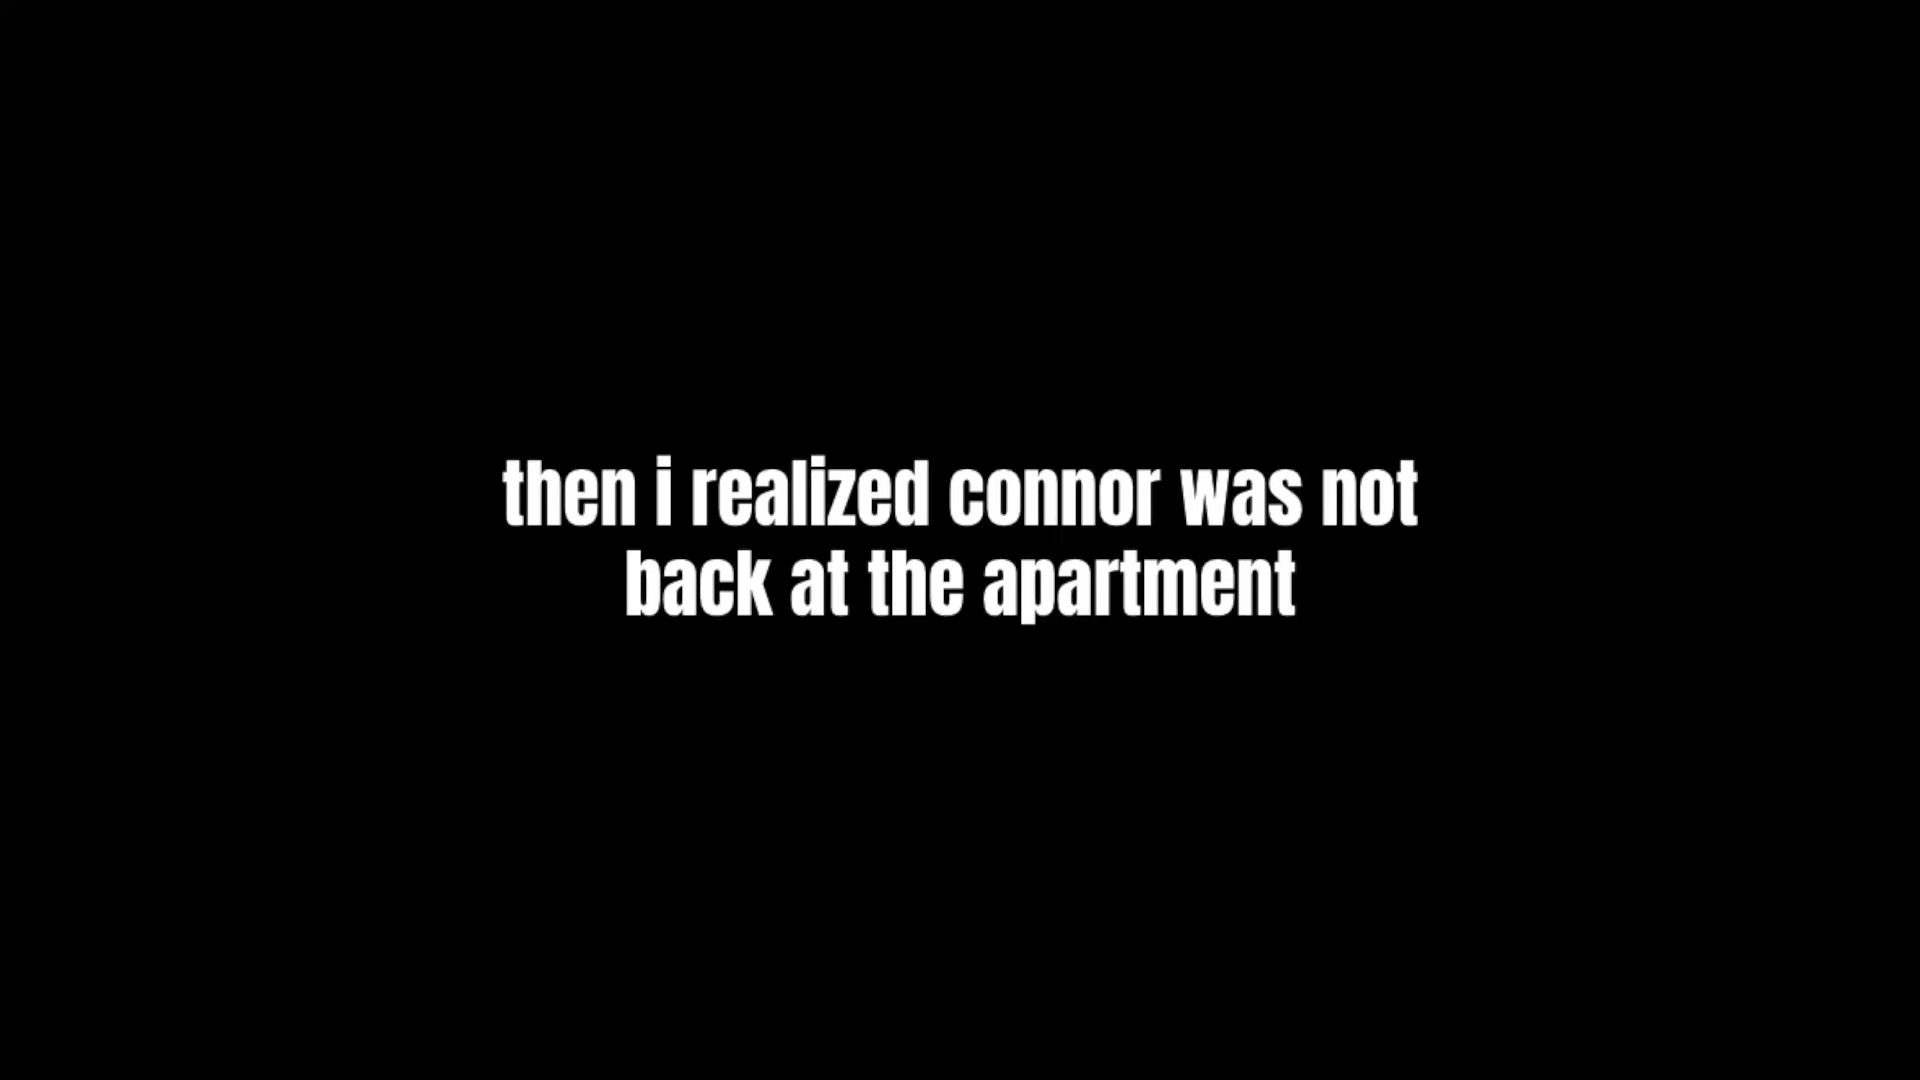 then i realized connor was not
back at the apartment